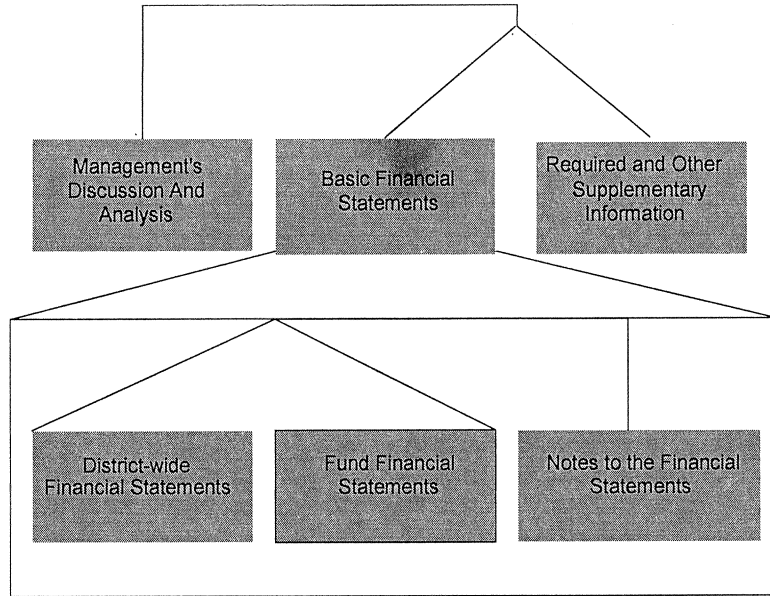 Management's
Discussion And
Analysis
Basic Financial
Statements
Required and Other
Supplementary
Information
District-wide
Financial Statements
Fund Financial
Statements
Notes to the Financial
Statements